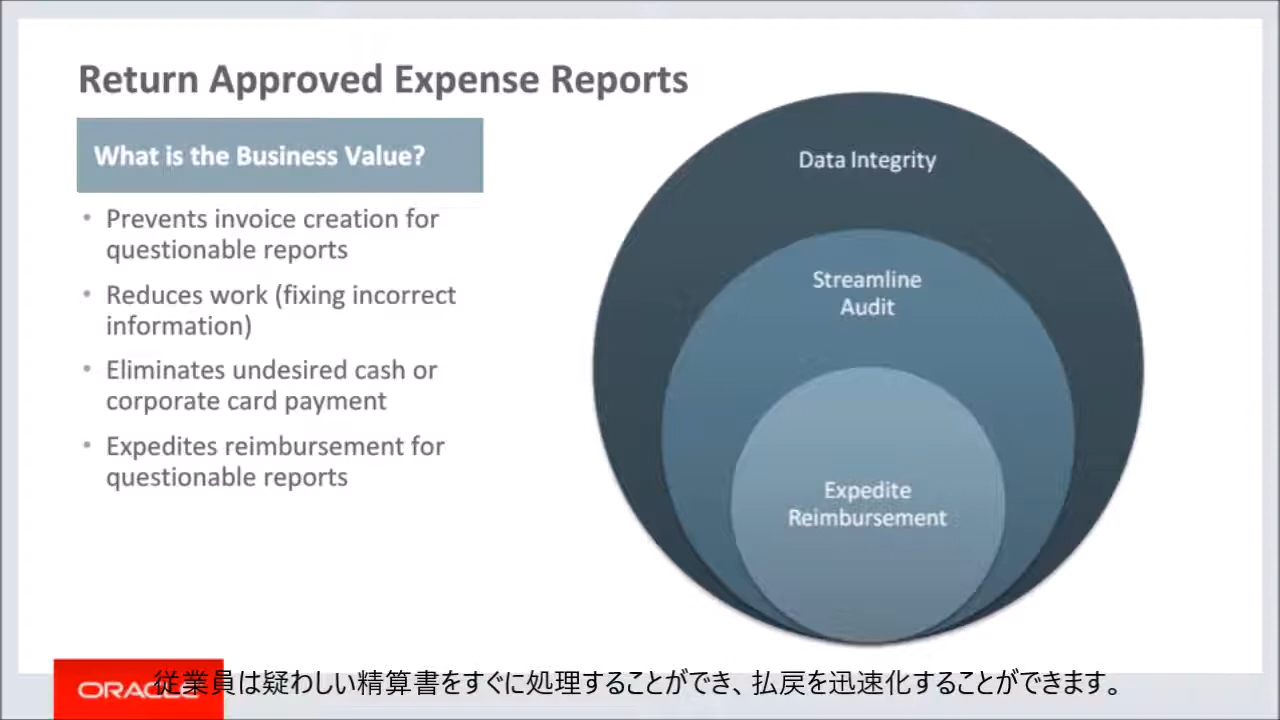 Return Approved Expense Reports
What is the Business Value?
• Prevents invoice creation for
questionable reports
• Reduces work (fixing incorrect
information)
• Eliminates undesired cash or
corporate card payment
• Expedites reimbursement for
questionable reports
Data Integrity
Streamline
Audit
Expedite
Reimbursement
ORACLE
従業員は疑わしい精算書をすぐに処理することができ、払戻を迅速化することができます。